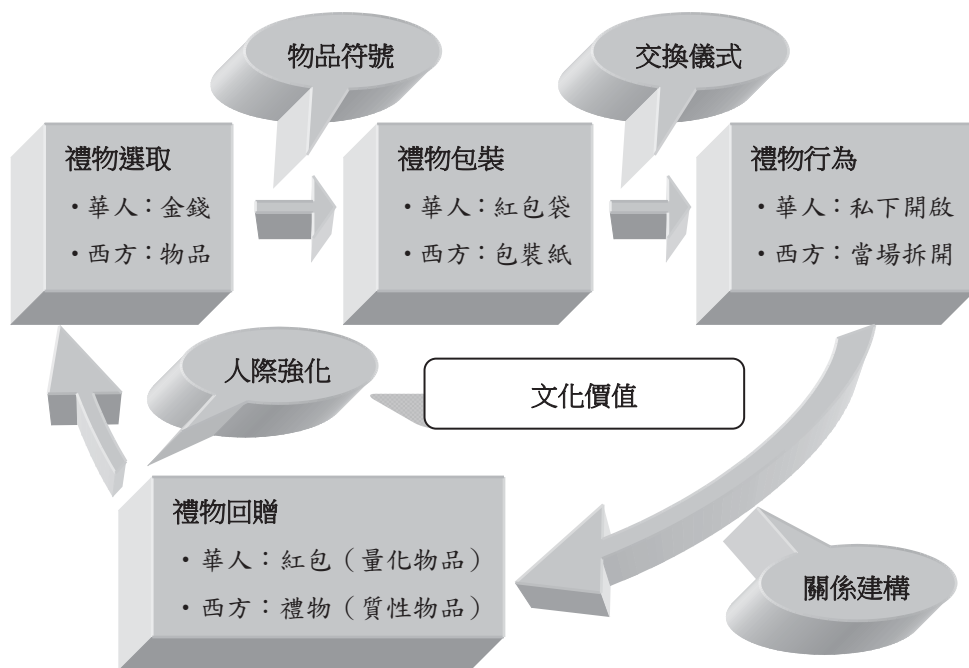 物品符號
交換儀式
禮物選取
・華人：金錢
・西方：物品
禮物包裝
・華人：紅包袋
・西方：包裝紙
禮物行為
・華人：私下開啟
・西方：當場拆開
人際強化
文化價值
禮物回贈
・華人：紅包（量化物品）
・西方：禮物（質性物品）
關係建構